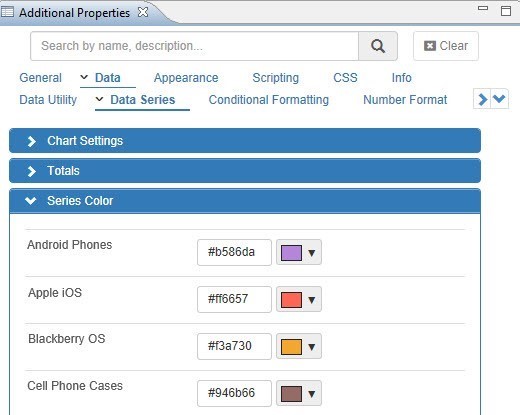 Additional Properties
Search by name, description...
Clear
General Data Appearance Scripting CSS Info
Data Utility Data Series Conditional Formatting Number Format
Chart Settings
Totals
Series Color
Android Phones #b586da
Apple iOS #ff6657
Blackberry OS #f3a730
Cell Phone Cases #946b66